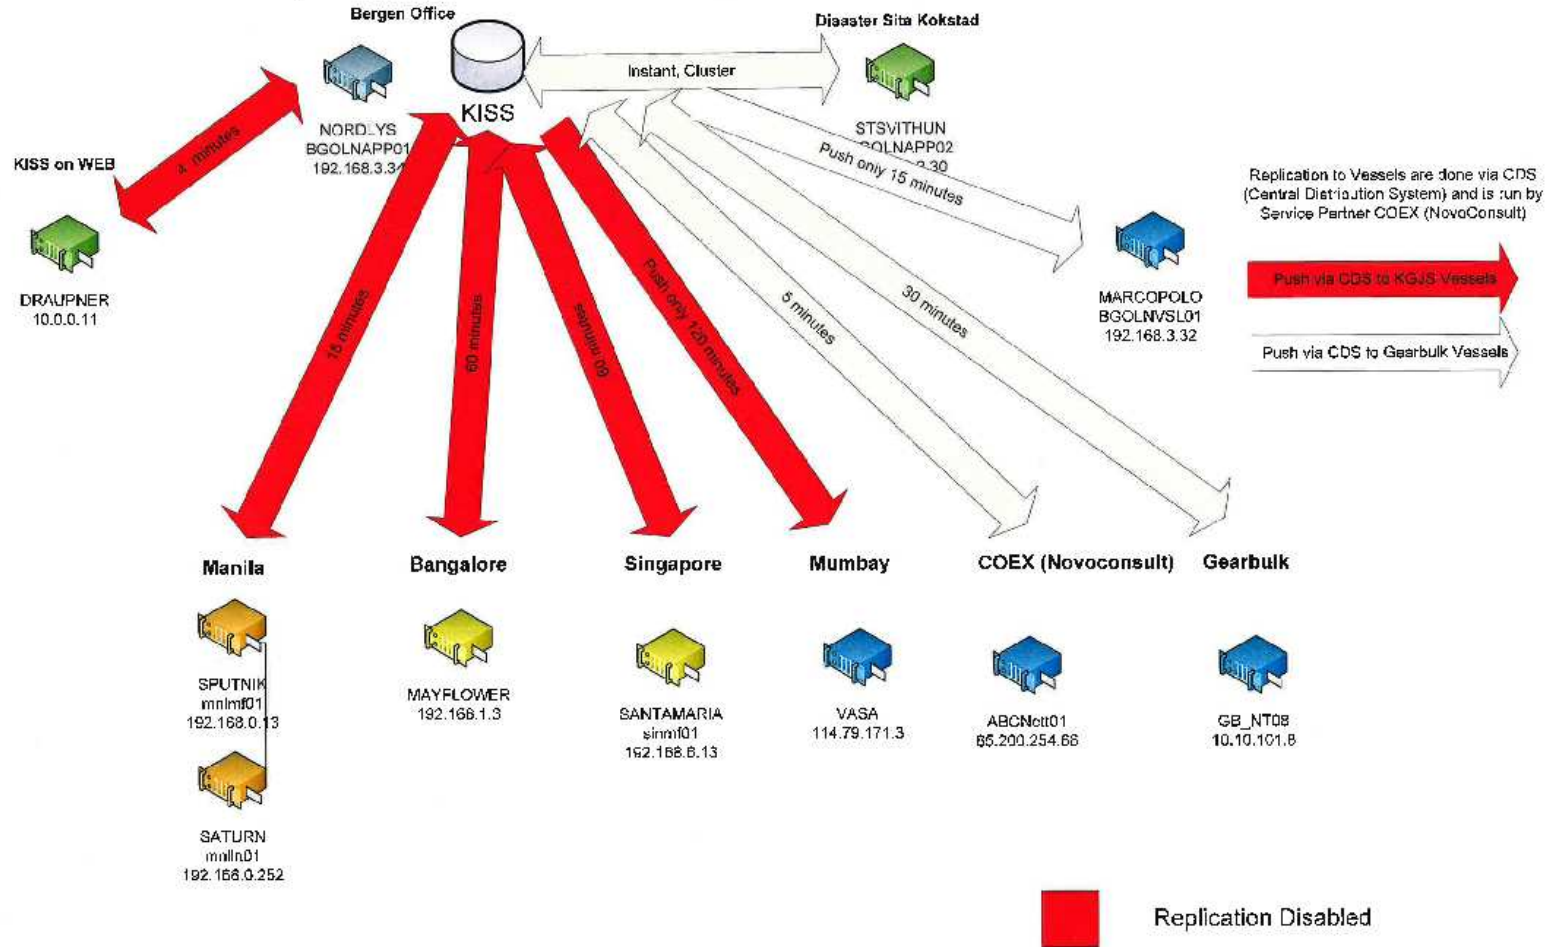 Bergen Office
Disaster Sita Kokstad
Instant, Cluster
KISS
NORDLYS
BGOLNAPP01
192.168.3.31
STSVITHUN
BGOLNAPP02
.30
Push only 15 minutes
4 minutes
KISS on WEB
DRAUPNER
10.0.0.11
Replication to Vessels are done via CDS
(Central Distribution System) and is run by
Service Partner COEX (NovoConsult)
Push via CDS to KGJS Vessels
Push via CDS to Gearbulk Vessels
MARCOPOLO
BGOLNVSL01
192.168.3.32
15 minutes
60 minutes
60 minutes
Push only 120 minutes
5 minutes
30 minutes
Manila
Bangalore
Singapore
Mumbay
COEX (Novoconsult)
Gearbulk
SPUTNIK
mnlmf01
192.168.0.13
MAYFLOWER
192.168.1.3
SANTAMARIA
sinmf01
192.168.6.13
VASA
114.79.171.3
ABCNett01
65.200.254.66
GB_NT08
10.10.101.8
SATURN
mnlln01
192.168.0.252
Replication Disabled